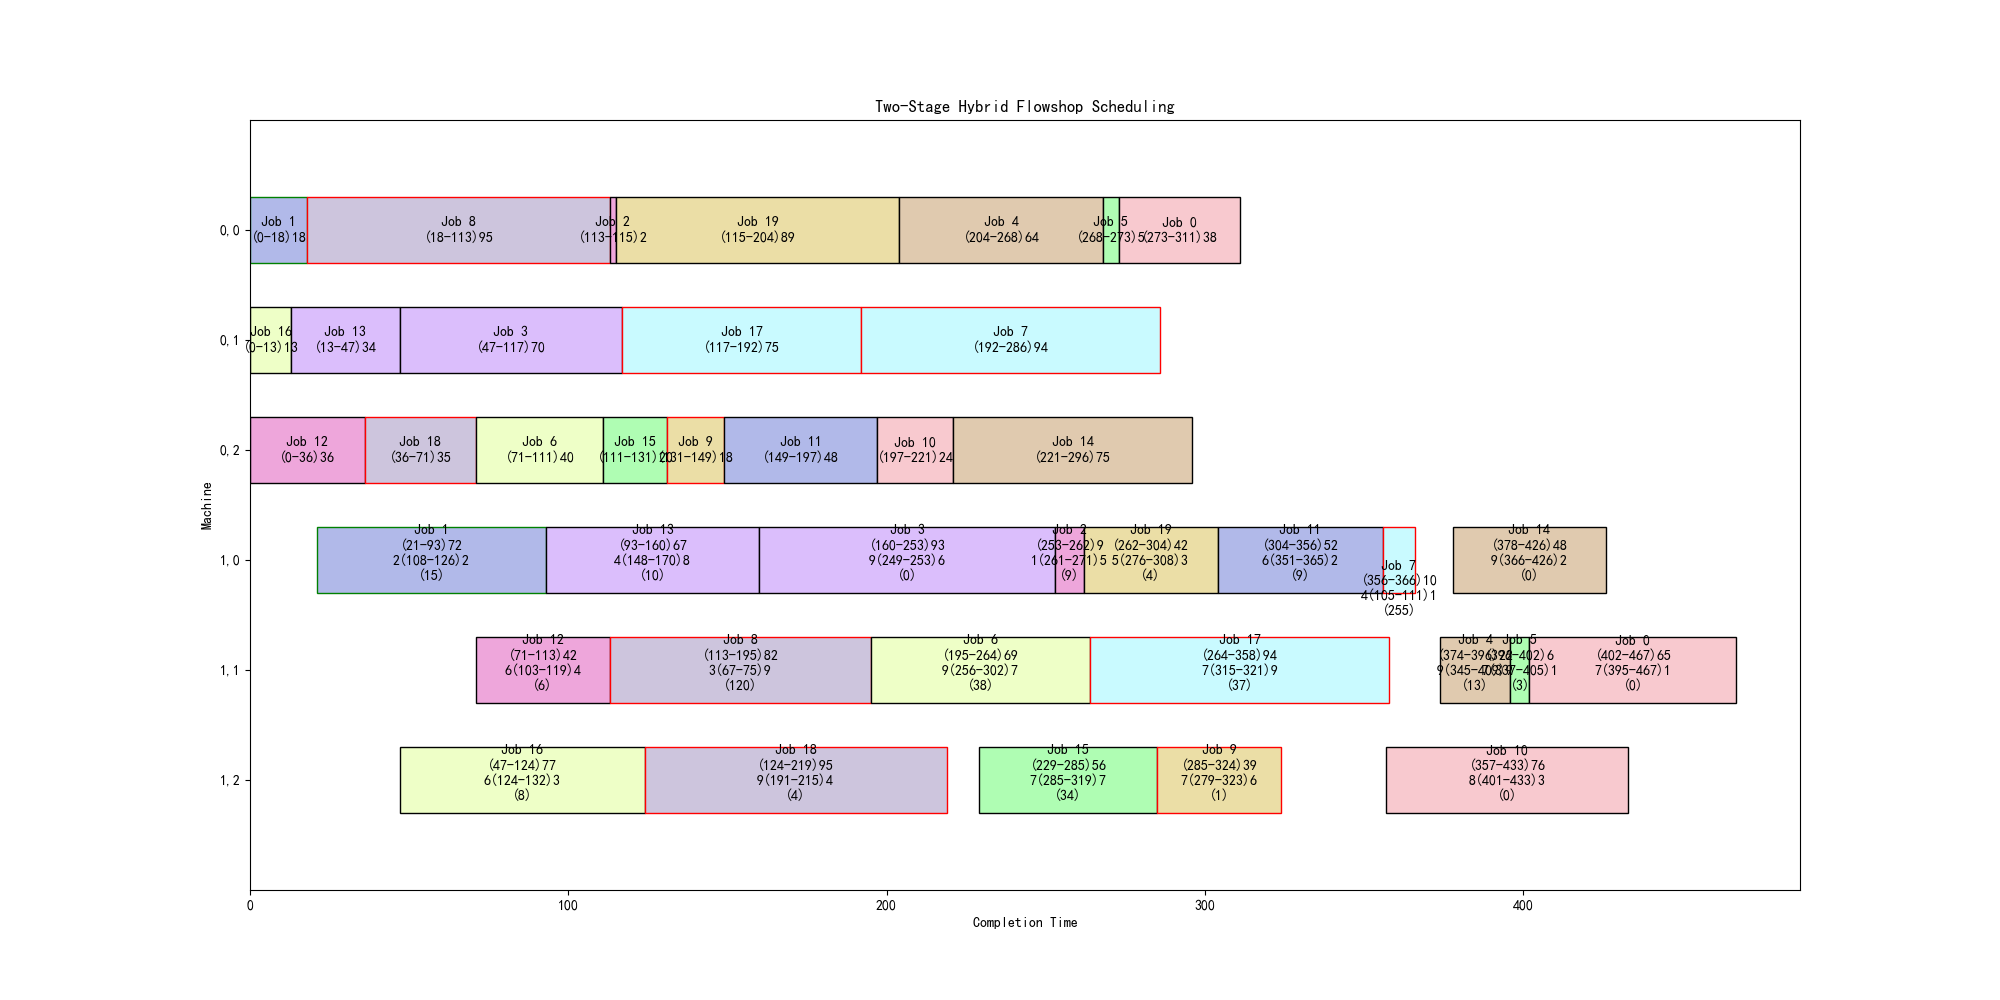 Two-Stage Hybrid Flowshop Scheduling
0,0
Job 1
(0-18)18
Job 8
(18-113)95
Job 2
(113-115)2
Job 19
(115-204)89
Job 4
(204-268)64
Job 5
(268-273)5
Job 0
(273-311)38
0,1
Job 16
(0-13)13
Job 13
(13-47)34
Job 3
(47-117)70
Job 17
(117-192)75
Job 7
(192-286)94
0,2
Job 12
(0-36)36
Job 18
(36-71)35
Job 6
(71-111)40
Job 15
(111-131)20
Job 9
(131-149)18
Job 11
(149-197)48
Job 10
(197-221)24
Job 14
(221-296)75
Machine
1,0
Job 1
(21-93)72
2(108-126)2
(15)
Job 13
(93-160)67
4(148-170)8
(10)
Job 3
(160-253)93
9(249-253)6
(0)
Job 2
(253-262)9
1(261-271)5
(9)
Job 19
(262-304)42
5(276-308)3
(4)
Job 11
(304-356)52
6(351-365)2
(9)
Job 7
(356-366)10
4(105-111)1
(255)
Job 14
(378-426)48
9(366-426)2
(0)
1,1
Job 12
(71-113)42
6(103-119)4
(6)
Job 8
(113-195)82
3(67-75)9
(120)
Job 6
(195-264)69
9(256-302)7
(38)
Job 17
(264-358)94
7(315-321)9
(37)
Job 4
(374-396)22
(13)
Job 5
(396-402)6
(3)
Job 0
(402-467)65
7(395-467)1
(0)
1,2
Job 16
(47-124)77
6(124-132)3
(8)
Job 18
(124-219)95
9(191-215)4
(4)
Job 15
(229-285)56
7(285-319)7
(34)
Job 9
(285-324)39
7(279-323)6
(1)
Job 10
(357-433)76
8(401-433)3
(0)
0
100
200
300
400
Completion Time